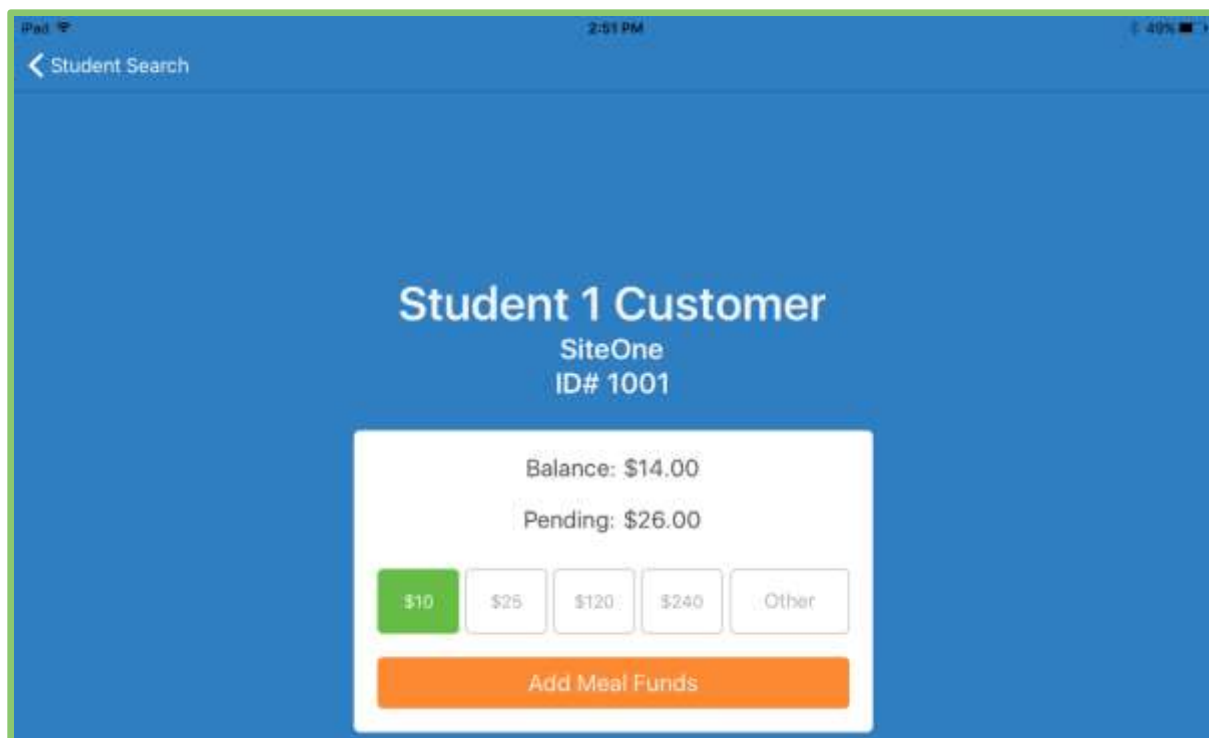 iPad 2:51 PM 49%
Student Search
Student 1 Customer
SiteOne
ID# 1001
Balance: $14.00
Pending: $26.00
$10 $25 $120 $240 Other
Add Meal Funds